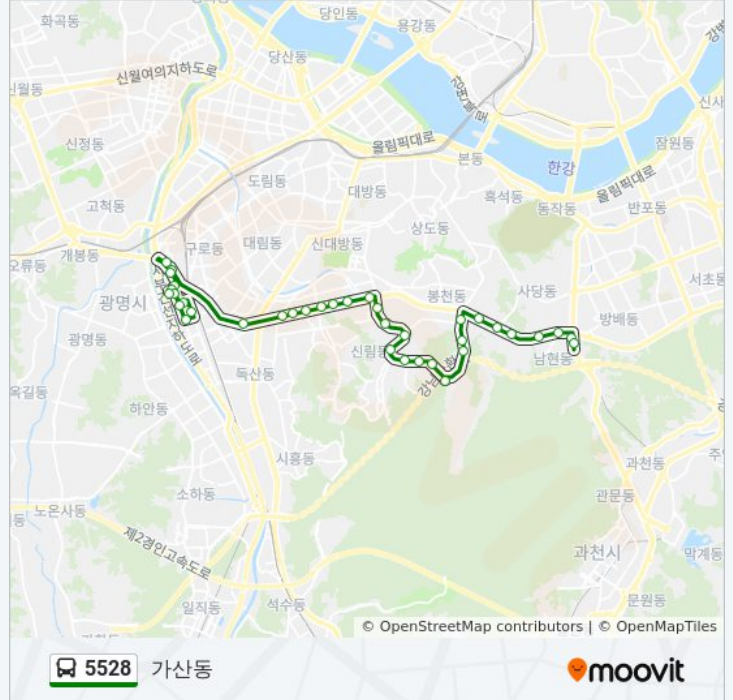 화곡동
당인동
용강동
당산동
신월여의지하도로
신월동
강변북로
신정동
올림픽대로
본동
한강
잠원동
도림동
대방동
흑석동
올림픽대로
고척동
동작동
반포동
상도동
구로동
대림동
신대방동
개봉동
오류동
서초동
광명시
봉천동
사당동
방배동
광명동
신림동
남현동
독산동
옥길동
하안동
시흥동
과천동
소하동
관문동
노온사동
제2경인고속도로
과천시
막계동
일직동
석수동
문원동
© OpenStreetMap contributors | © OpenMapTiles
5528 가산동
moovit